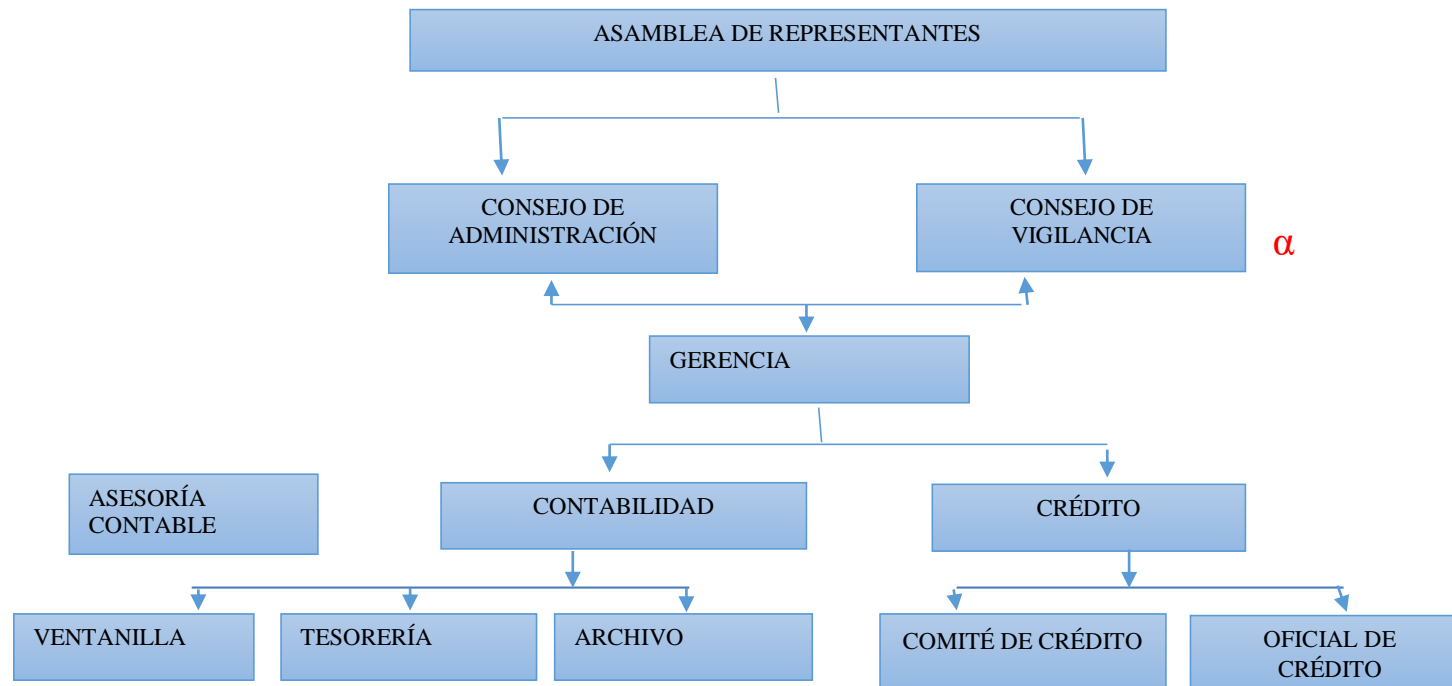 ASAMBLEA DE REPRESENTANTES
CONSEJO DE
ADMINISTRACIÓN
CONSEJO DE
VIGILANCIA
α
GERENCIA
ASESORÍA
CONTABLE
CONTABILIDAD
CRÉDITO
VENTANILLA
TESORERÍA
ARCHIVO
COMITÉ DE CRÉDITO
OFICIAL DE
CRÉDITO